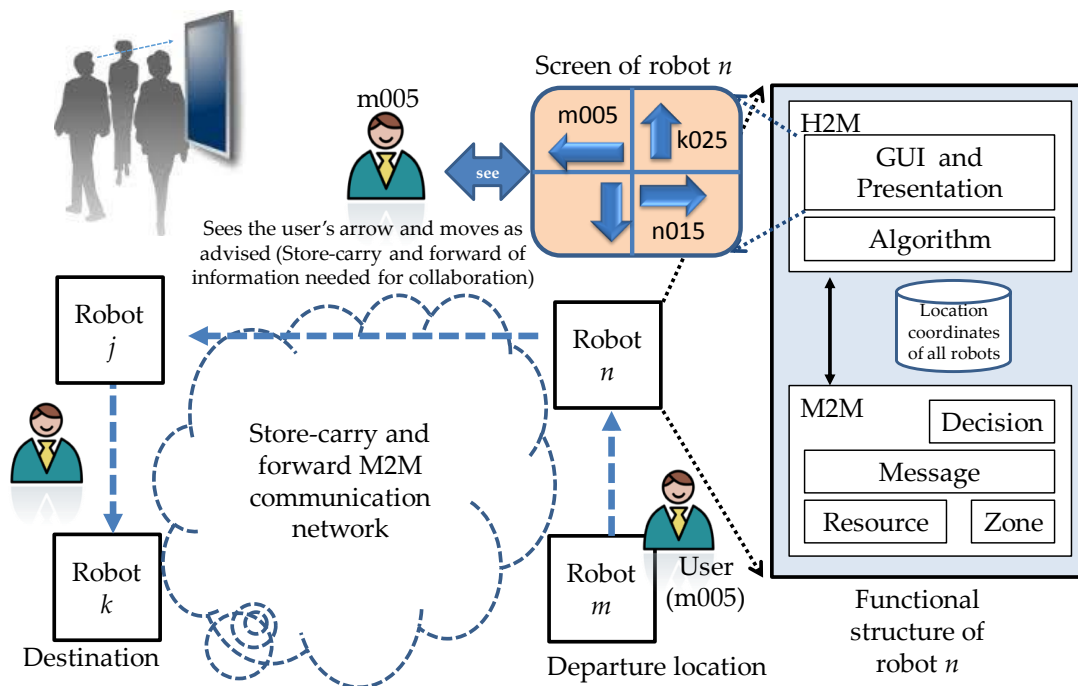 Screen of robot n
m005
m005
k025
n015
see
Sees the user's arrow and moves as
advised (Store-carry and forward of
information needed for collaboration)
H2M
GUI and
Presentation
Algorithm
Location
coordinates
of all robots
M2M
Decision
Message
Resource
Zone
Functional
structure of
robot n
Robot
j
Robot
n
Store-carry and
forward M2M
communication
network
Robot
k
Destination
Robot
m
User
(m005)
Departure location